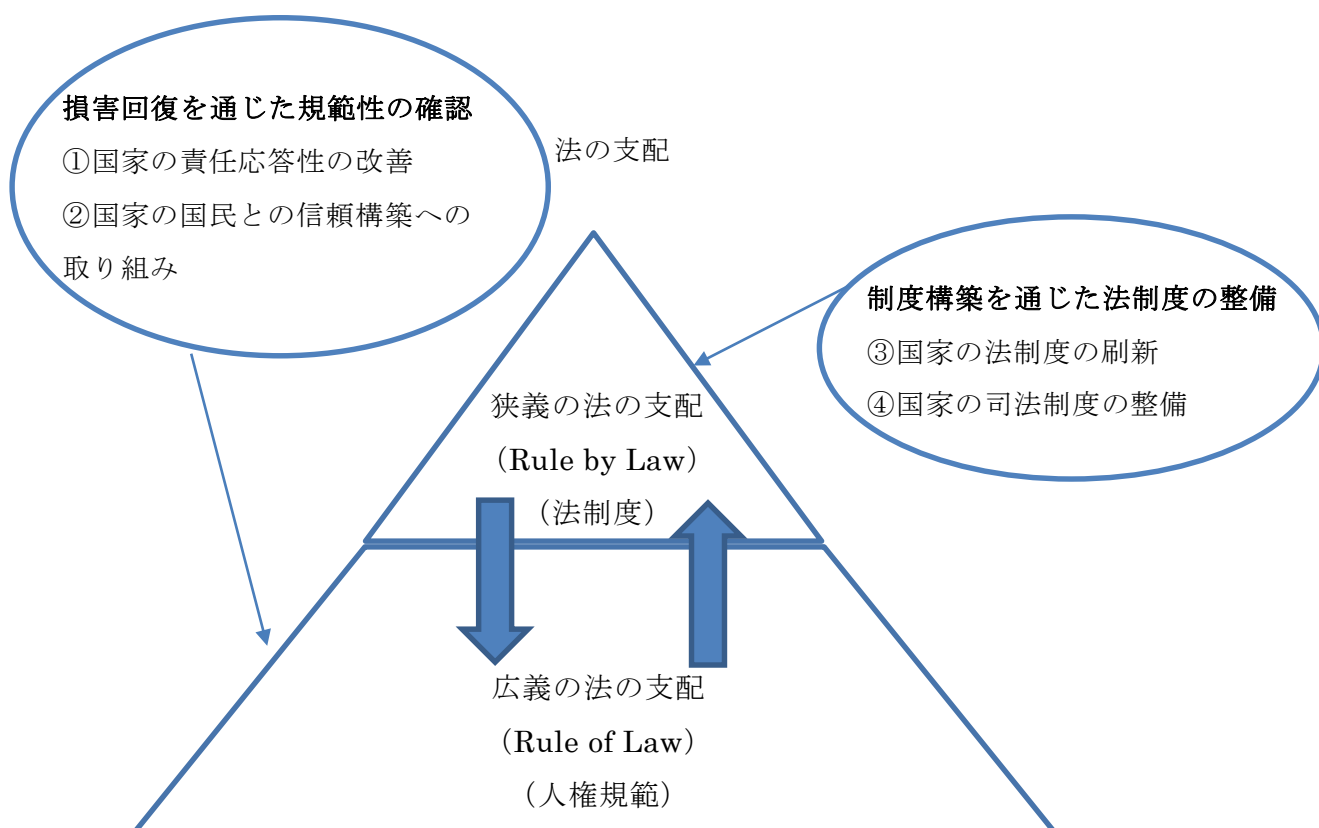 損害回復を通じた規範性の確認
①国家の責任応答性の改善
②国家の国民との信頼構築への
取り組み
法の支配
制度構築を通じた法制度の整備
③国家の法制度の刷新
④国家の司法制度の整備
狭義の法の支配
（Rule by Law）
（法制度）
広義の法の支配
（Rule of Law）
（人権規範）